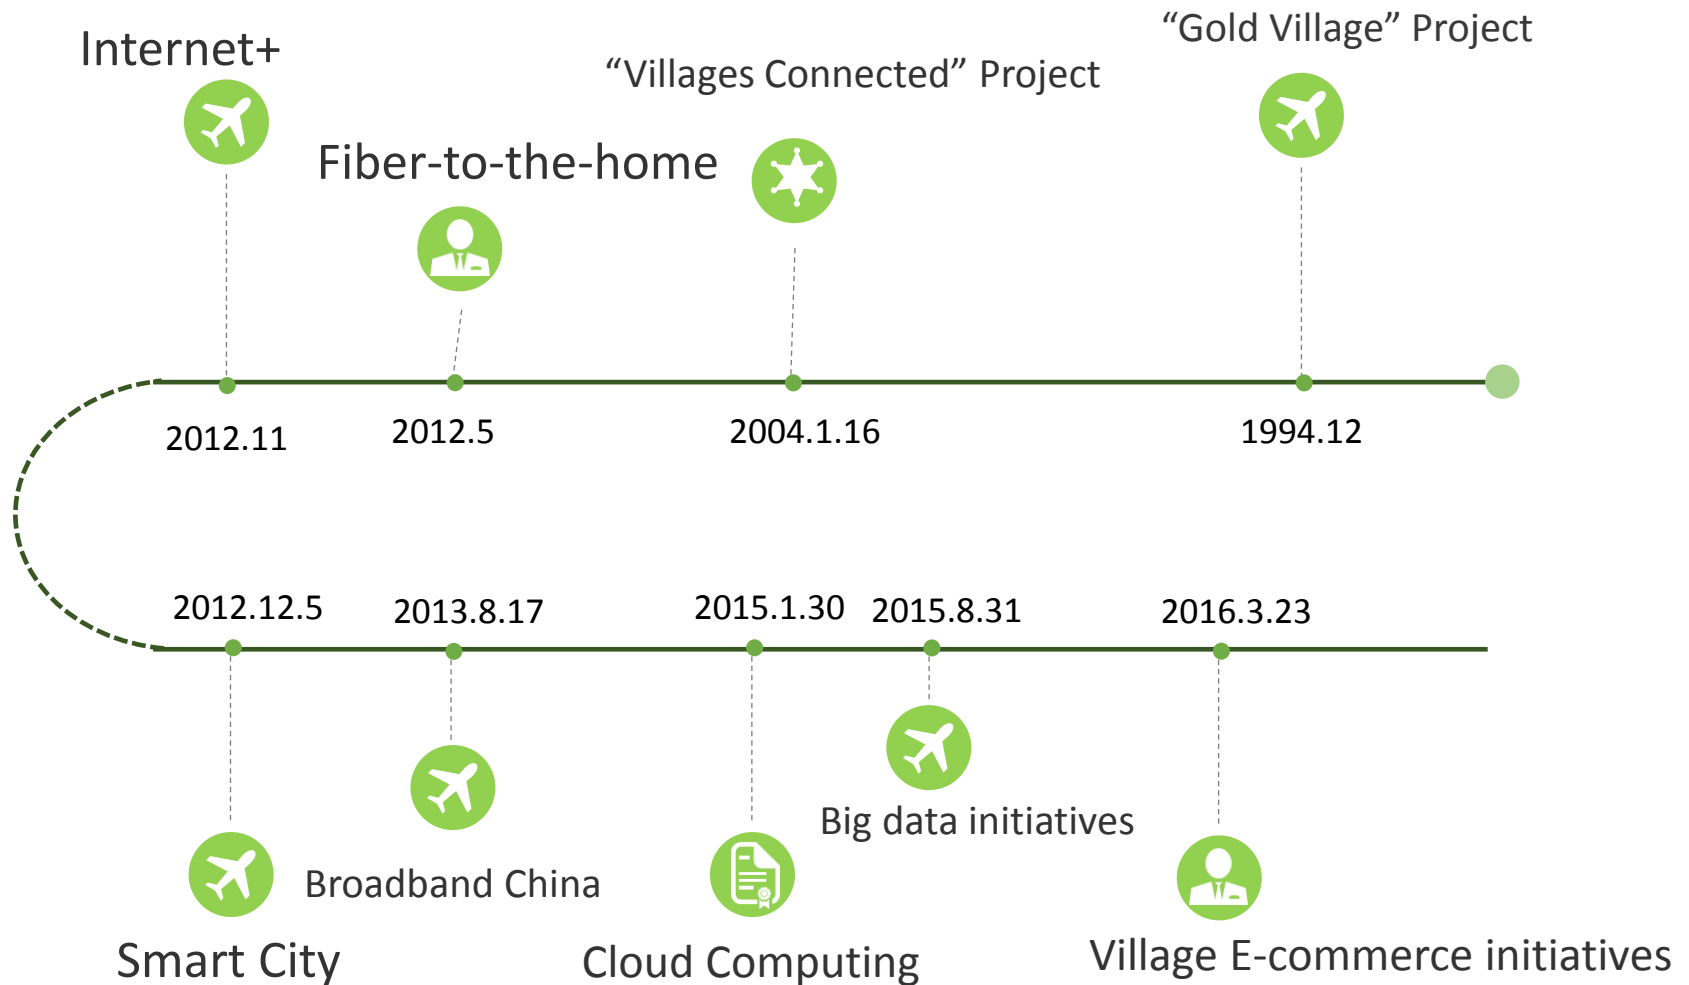 Internet+
"Gold Village" Project
"Villages Connected" Project
Fiber-to-the-home
2012.11
2012.5
2004.1.16
1994.12
2012.12.5
2013.8.17
2015.1.30
2015.8.31
2016.3.23
Big data initiatives
Broadband China
Smart City
Cloud Computing
Village E-commerce initiatives